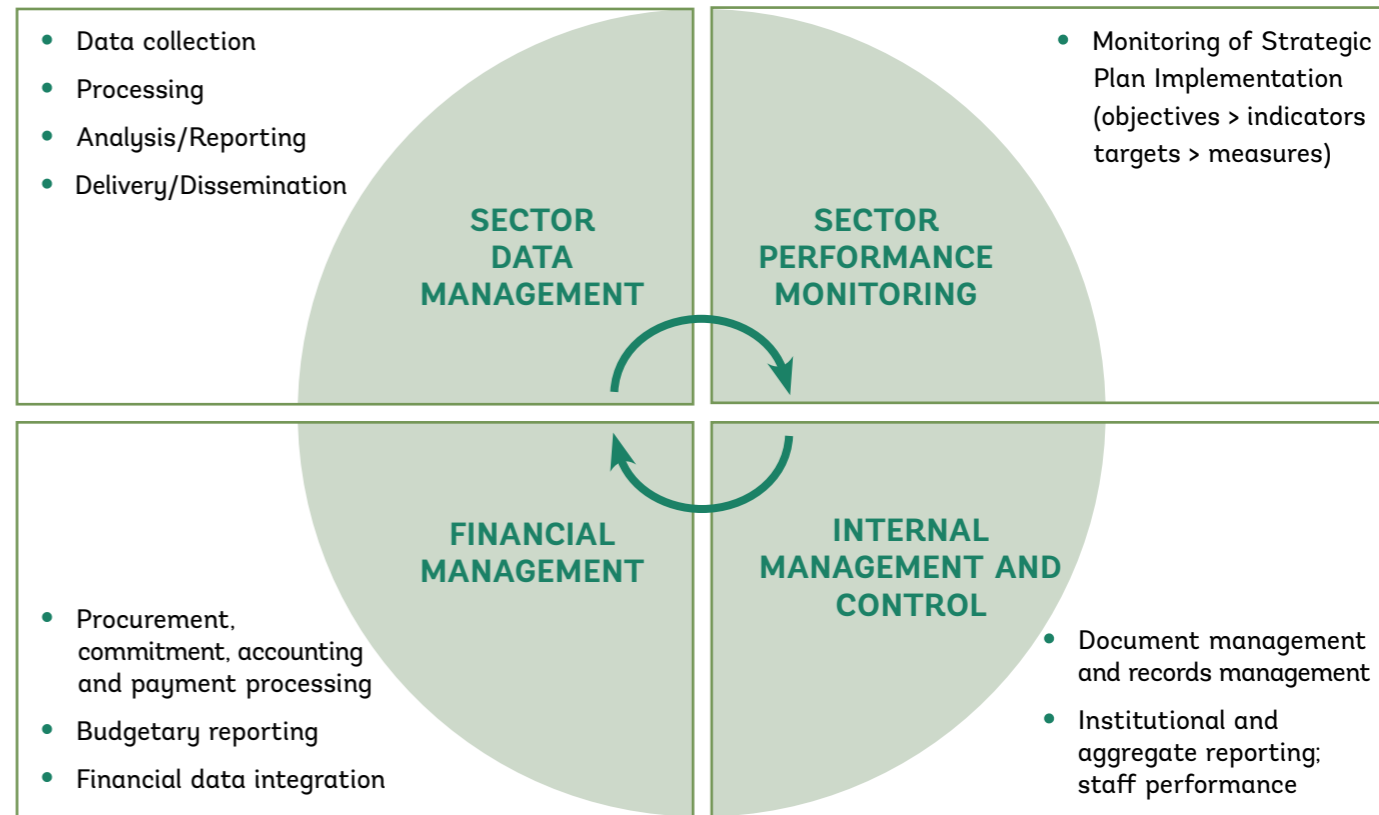 • Data collection
• Processing
• Analysis/Reporting
• Delivery/Dissemination
SECTOR
DATA
MANAGEMENT
• Monitoring of Strategic
Plan Implementation
(objectives > indicators
targets > measures)
SECTOR
PERFORMANCE
MONITORING
FINANCIAL
MANAGEMENT
• Procurement,
commitment, accounting
and payment processing
• Budgetary reporting
• Financial data integration
INTERNAL
MANAGEMENT AND
CONTROL
• Document management
and records management
• Institutional and
aggregate reporting;
staff performance